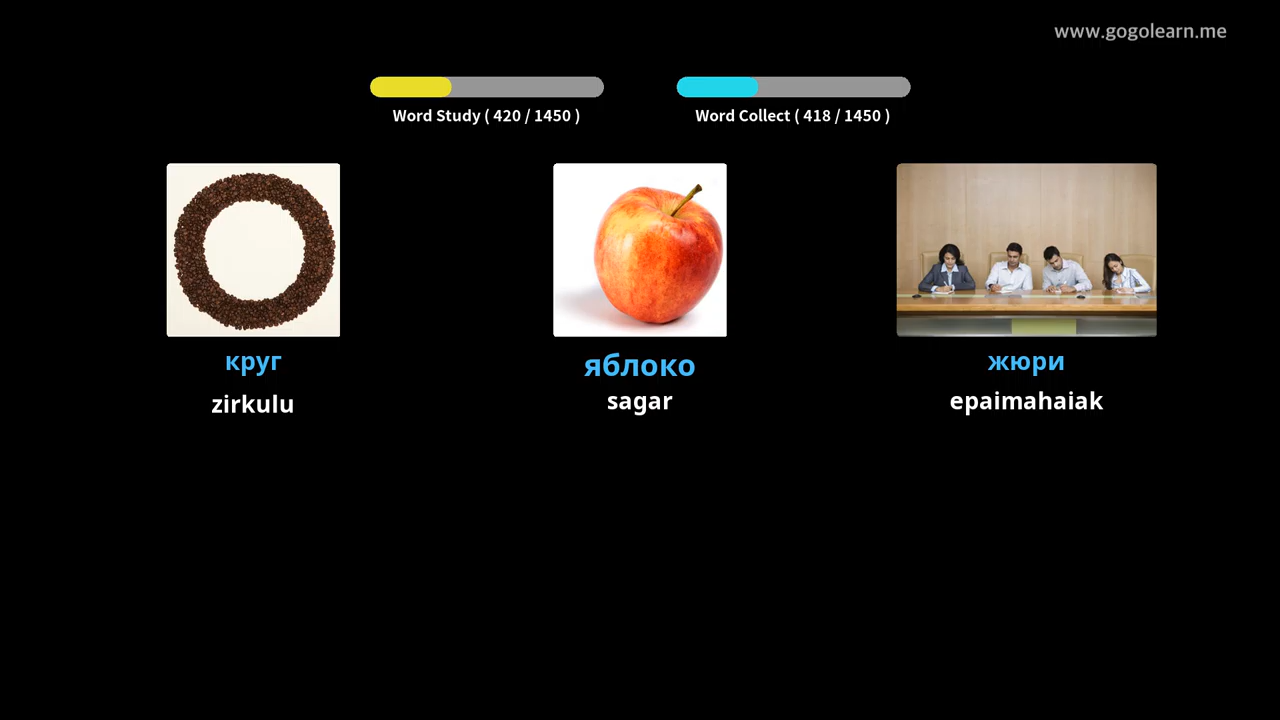 www.gogolearn.me
Word Study ( 420 / 1450 )
Word Collect ( 418 / 1450 )
круг
zirkulu
яблоко
sagar
жюри
epaimahaiak